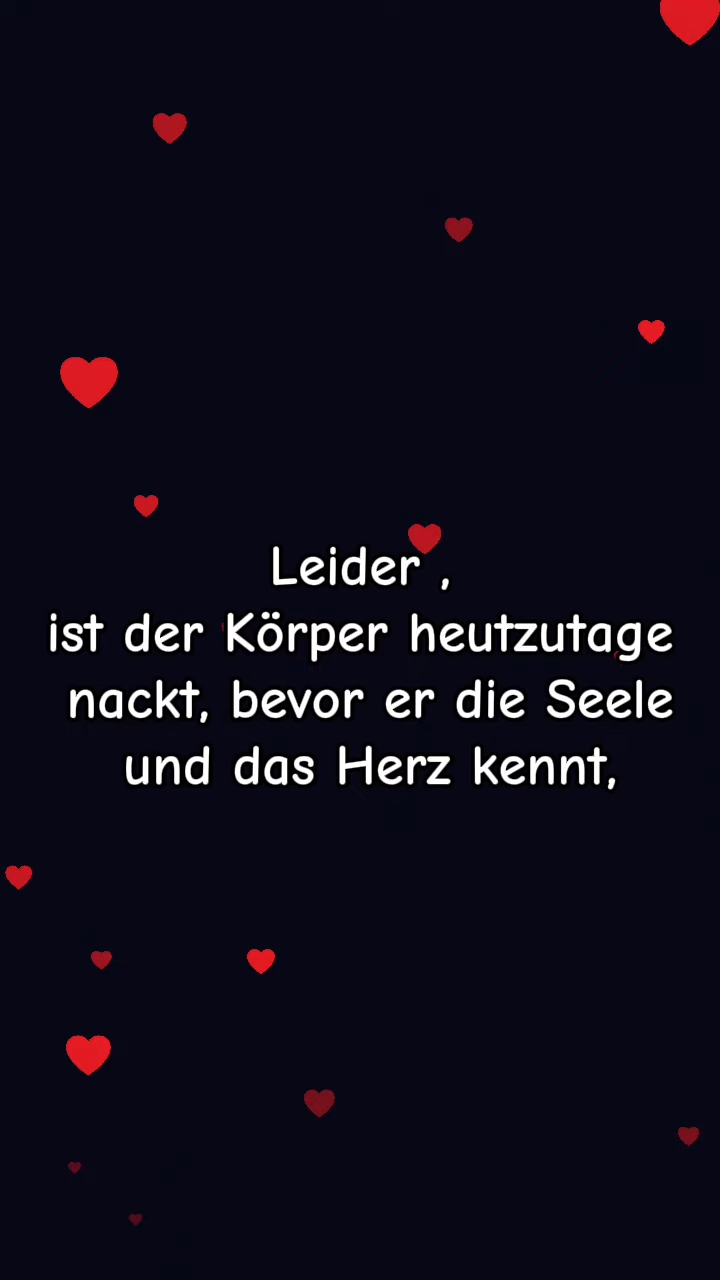 Leider ,
ist der Körper heutzutage
nackt, bevor er die Seele
und das Herz kennt,